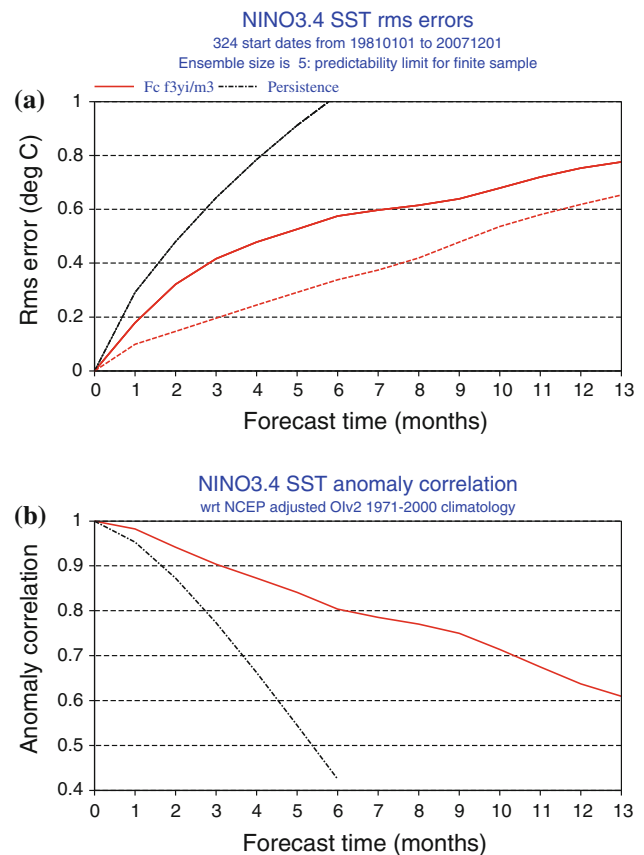 NINO3.4 SST rms errors
324 start dates from 19810101 to 20071201
Ensemble size is 5: predictability limit for finite sample
Fc f3yi/m3 Persistence
(a)
1
0.8
0.6
0.4
0.2
0
Rms error (deg C)
0 1 2 3 4 5 6 7 8 9 10 11 12 13
Forecast time (months)
NINO3.4 SST anomaly correlation
wrt NCEP adjusted OIv2 1971-2000 climatology
(b)
1
0.9
0.8
0.7
0.6
0.5
0.4
Anomaly correlation
0 1 2 3 4 5 6 7 8 9 10 11 12 13
Forecast time (months)